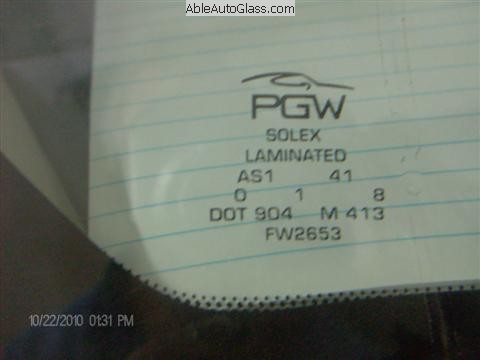 AbleAutoGlass.com
PGW
SOLEX
LAMINATED
AS1 41
0 1 8
DOT 904 M 413
FW2653
10/22/2010 01:31 PM